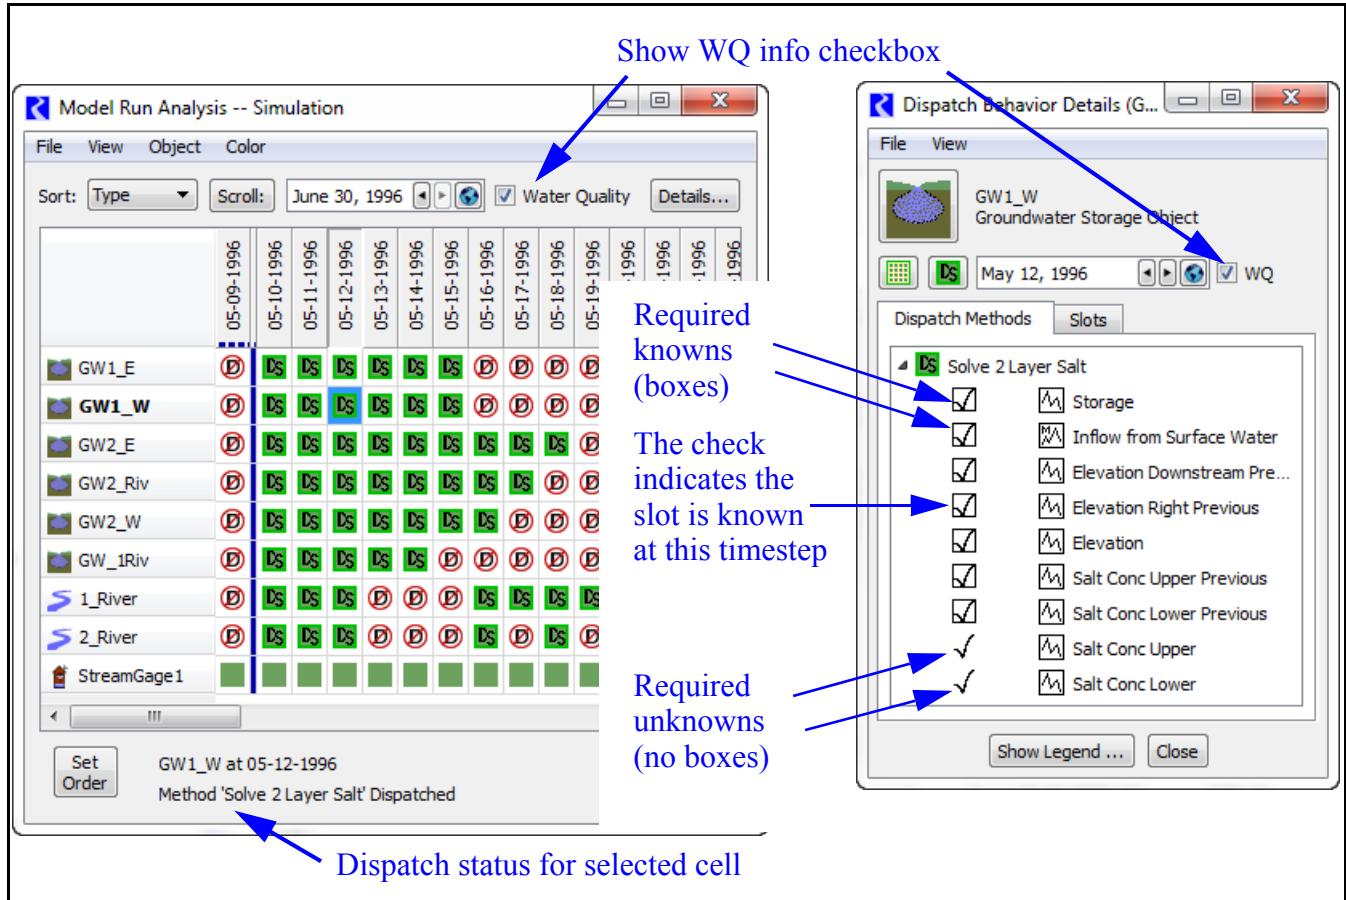 Show WQ info checkbox
Model Run Analysis -- Simulation
File View Object Color
Sort: Type Scroll: June 30, 1996 Water Quality Details...
05-09-1996
05-10-1996
05-11-1996
05-12-1996
05-13-1996
05-14-1996
05-15-1996
05-16-1996
05-17-1996
05-18-1996
05-19-1996
1996
1996
1996
1996
GW1_E
GW1_W
GW2_E
GW2_Riv
GW2_W
GW_1Riv
1_River
2_River
StreamGage1
Set
Order
GW1_W at 05-12-1996
Method 'Solve 2 Layer Salt' Dispatched
Dispatch status for selected cell
Required
knowns
(boxes)
The check
indicates the
slot is known
at this timestep
Required
unknowns
(no boxes)
Dispatch Behavior Details (G...
File View
GW1_W
Groundwater Storage Object
May 12, 1996 WQ
Dispatch Methods Slots
Ds Solve 2 Layer Salt
Storage
Inflow from Surface Water
Elevation Downstream Pre...
Elevation Right Previous
Elevation
Salt Conc Upper Previous
Salt Conc Lower Previous
Salt Conc Upper
Salt Conc Lower
Show Legend ... Close